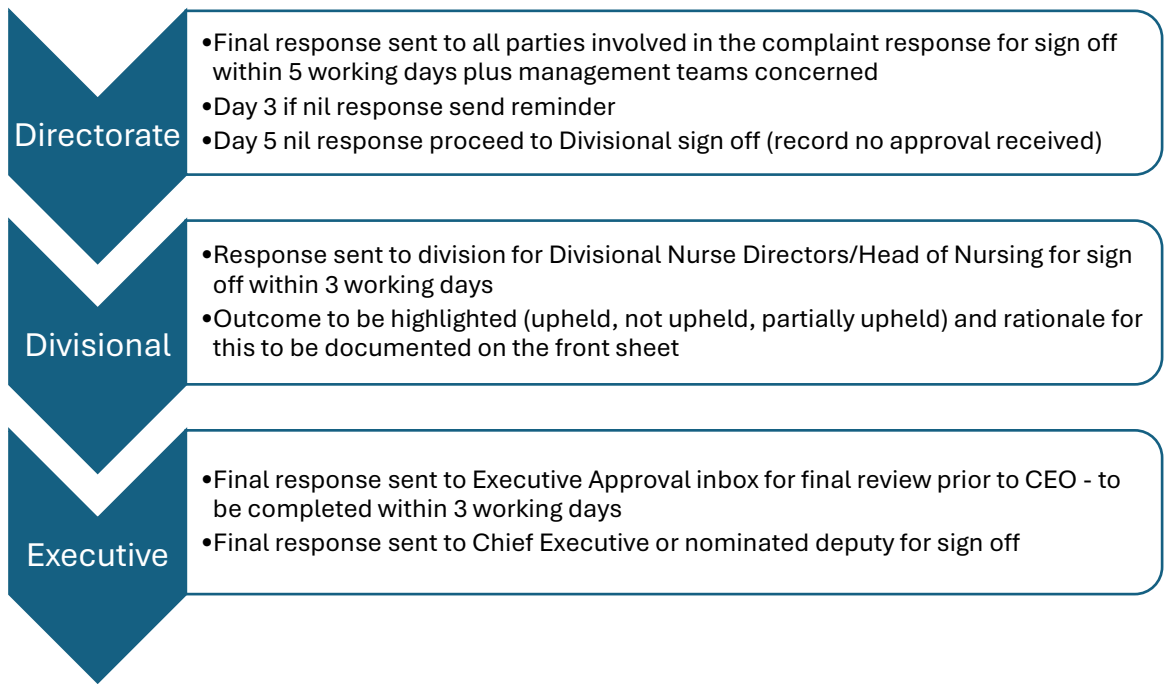 Directorate
•Final response sent to all parties involved in the complaint response for sign off
within 5 working days plus management teams concerned
•Day 3 if nil response send reminder
•Day 5 nil response proceed to Divisional sign off (record no approval received)
Divisional
•Response sent to division for Divisional Nurse Directors/Head of Nursing for sign
off within 3 working days
•Outcome to be highlighted (upheld, not upheld, partially upheld) and rationale for
this to be documented on the front sheet
Executive
•Final response sent to Executive Approval inbox for final review prior to CEO - to
be completed within 3 working days
•Final response sent to Chief Executive or nominated deputy for sign off